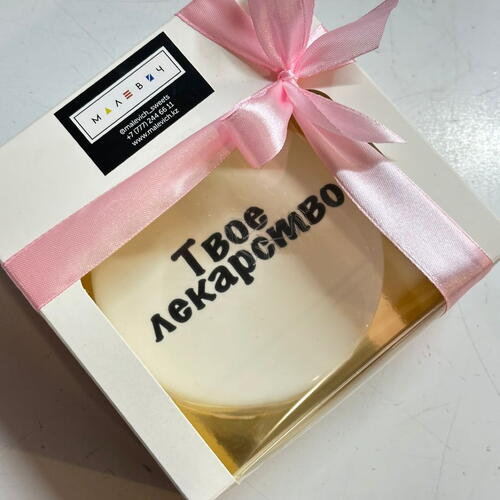 МАЛЕВИЧ
@malevich_sweets
+7 (777) 244 66 11
www.malevich.kz
Твое
лекарство